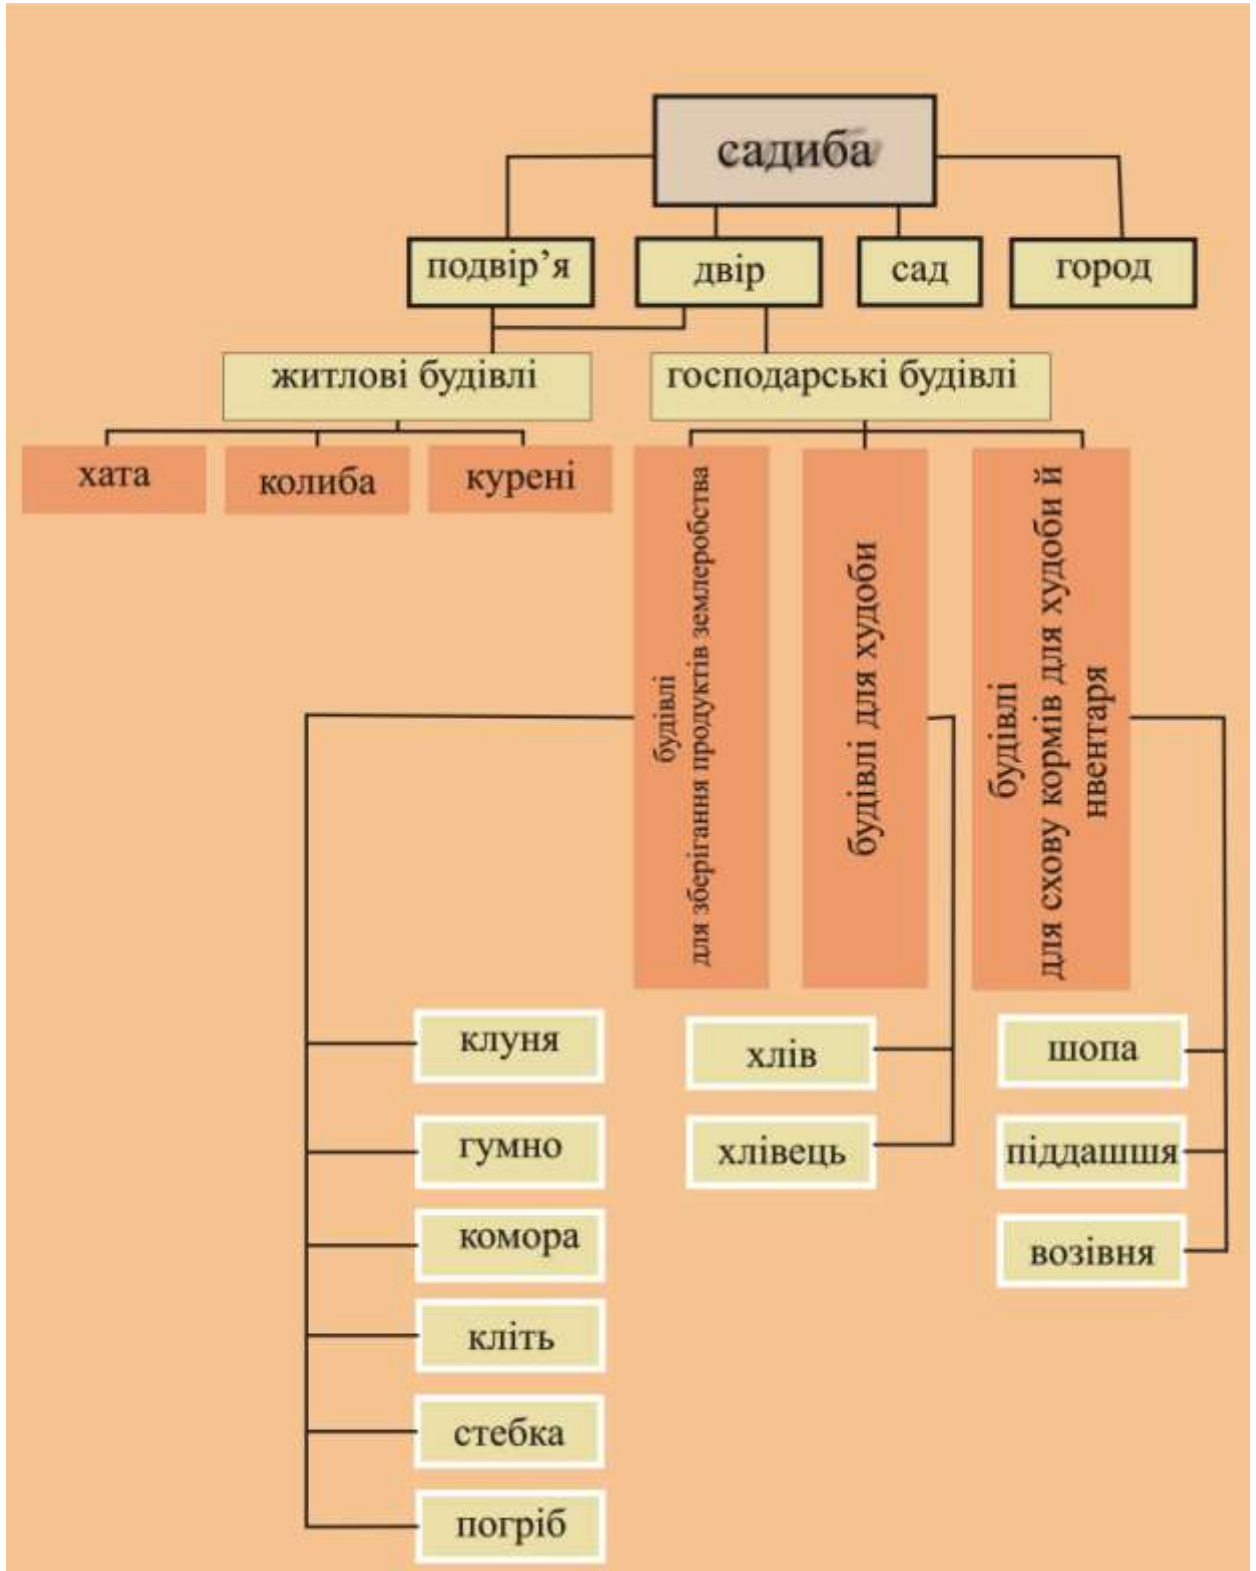 садиба
подвір’я
двір
сад
город
житлові будівлі
господарські будівлі
хата
колиба
курені
будівлі
для зберігання продуктів землеробства
будівлі для худоби
будівлі
для схову кормів для худоби й
нвентаря
клуня
гумно
комора
кліть
стебка
погріб
хлів
хлівець
шопа
піддашшя
возівня